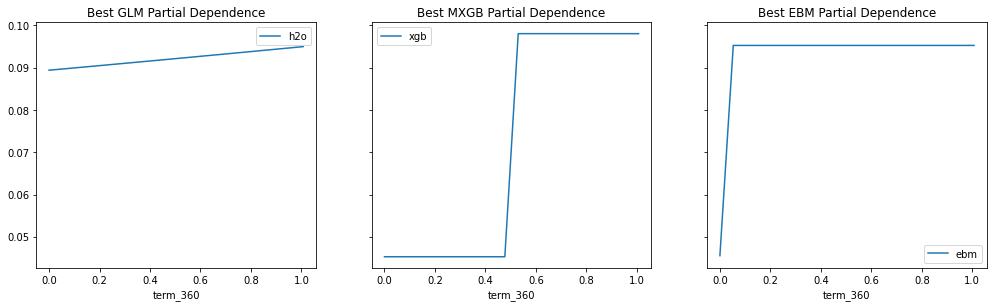 Best GLM Partial Dependence
Best MXGB Partial Dependence
Best EBM Partial Dependence
h2o
xgb
ebm
0.10
0.09
0.08
0.07
0.06
0.05
0.0 0.2 0.4 0.6 0.8 1.0
0.0 0.2 0.4 0.6 0.8 1.0
0.0 0.2 0.4 0.6 0.8 1.0
term_360
term_360
term_360